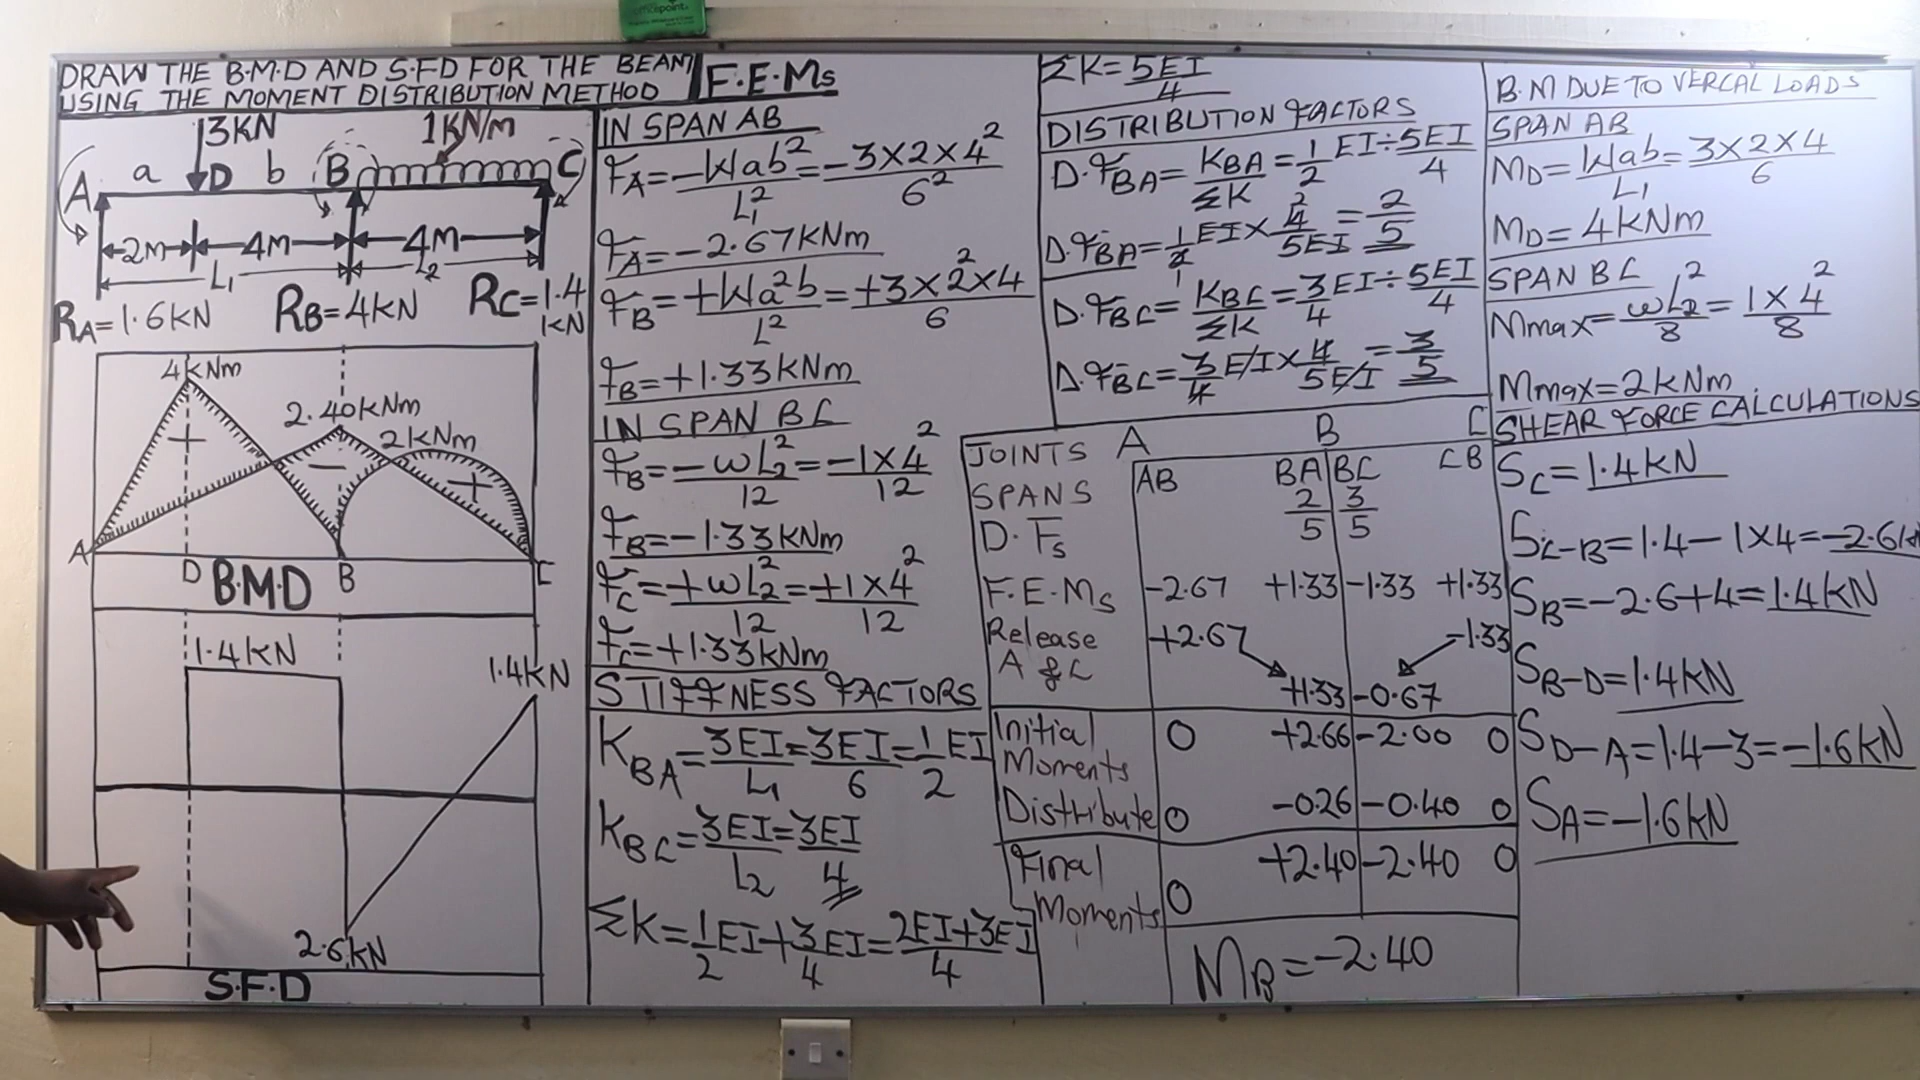 DRAW THE B.M.D AND S.F.D FOR THE BEAM
USING THE MOMENT DISTRIBUTION METHOD
3KN
1KN/m
A a D b B C
2m 4m 4m
L₁ L₂
RA=1.6KN RB=4KN RC=1.4
KN
4KNm
2.40KNm
2KNm
+ − +
A D B C
B.M.D
1.4KN
1.4KN
2.6KN
S.F.D
F.E.Ms
IN SPAN AB
FA=-Wab²/L₁²=-3×2×4²/6²
FA=-2.67KNm
FB=+Wa²b/L²=+3×2²×4/6
FB=+1.33KNm
IN SPAN BC
FB=-ωL₂²/12=-1×4²/12
FB=-1.33KNm
FC=+ωL₂²/12=+1×4²/12
FC=+1.33KNm
STIFFNESS FACTORS
KBA=3EI/L₁=3EI/6=1/2EI
KBC=3EI/L₂=3EI/4
ΣK=1/2EI+3/4EI=2EI+3EI/4
ΣK=5EI/4
DISTRIBUTION FACTORS
D.FBA=KBA/ΣK=1/2EI÷5EI/4
D.FBA=1/2EI×4/5EI=2/5
D.FBC=KBC/ΣK=3/4EI÷5EI/4
D.FBC=3/4EI×4/5EI=3/5
JOINTS A B C
SPANS AB BA BC CB
D.Fs 2/5 3/5
F.E.Ms -2.67 +1.33 -1.33 +1.33
Release A & C +2.67 -1.33
+1.33 -0.67
Initial Moments 0 +2.66 -2.00 0
Distribute 0 -0.26 -0.40 0
Final Moments 0 +2.40 -2.40 0
MB=-2.40
B.M DUE TO VERCAL LOADS
SPAN AB
MD=Wab/L₁=3×2×4/6
MD=4KNm
SPAN BC
Mmax=ωL₂²/8=1×4²/8
Mmax=2KNm
SHEAR FORCE CALCULATIONS
SC=1.4KN
SC-B=1.4-1×4=-2.6KN
SB=-2.6+4=1.4KN
SB-D=1.4KN
SD-A=1.4-3=-1.6KN
SA=-1.6KN